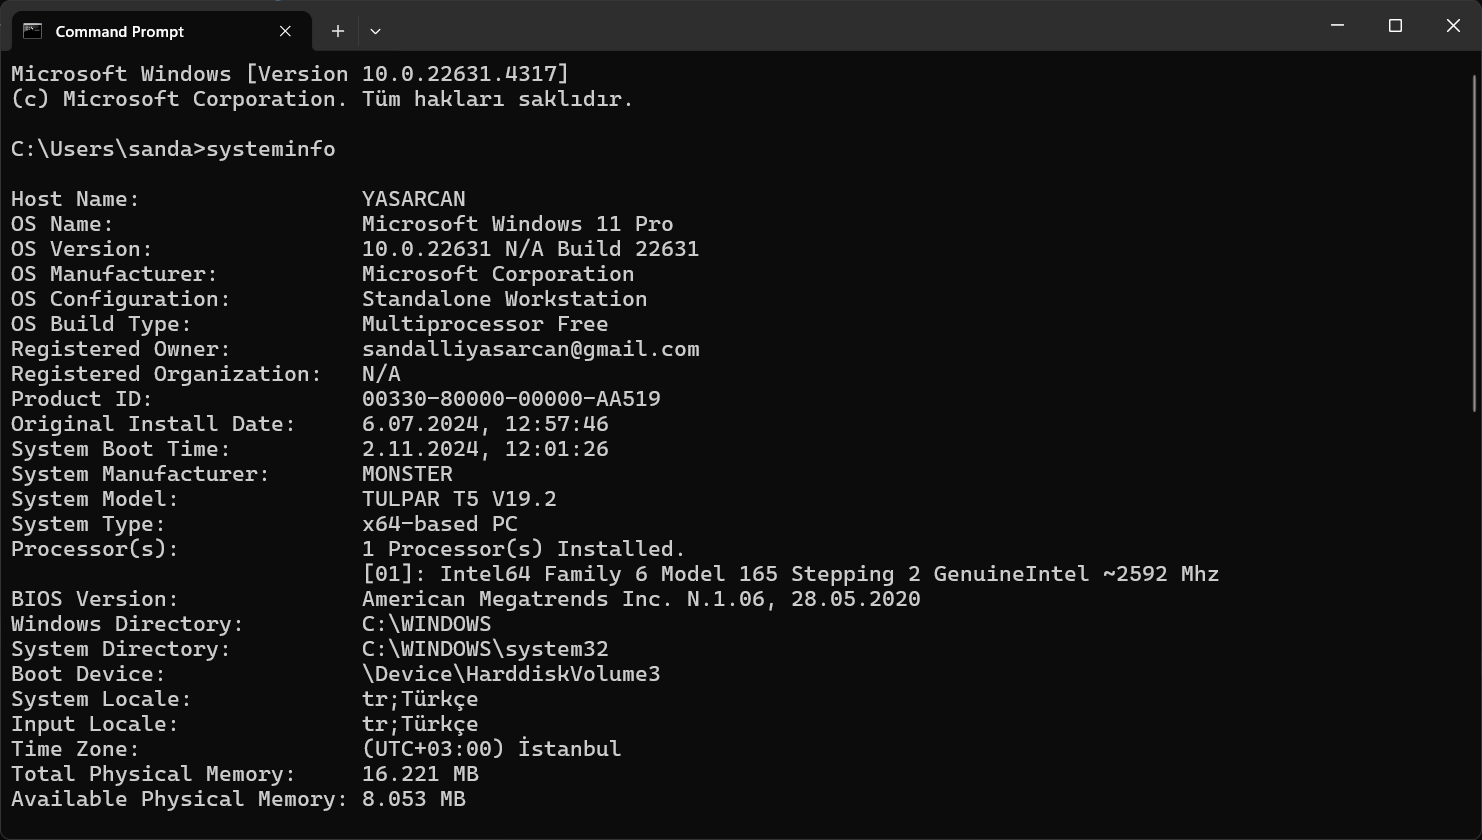 Command Prompt
Microsoft Windows [Version 10.0.22631.4317]
(c) Microsoft Corporation. Tüm hakları saklıdır.
C:\Users\sanda>systeminfo
Host Name: YASARCAN
OS Name: Microsoft Windows 11 Pro
OS Version: 10.0.22631 N/A Build 22631
OS Manufacturer: Microsoft Corporation
OS Configuration: Standalone Workstation
OS Build Type: Multiprocessor Free
Registered Owner: sandalliyasarcan@gmail.com
Registered Organization: N/A
Product ID: 00330-80000-00000-AA519
Original Install Date: 6.07.2024, 12:57:46
System Boot Time: 2.11.2024, 12:01:26
System Manufacturer: MONSTER
System Model: TULPAR T5 V19.2
System Type: x64-based PC
Processor(s): 1 Processor(s) Installed.
[01]: Intel64 Family 6 Model 165 Stepping 2 GenuineIntel ~2592 Mhz
BIOS Version: American Megatrends Inc. N.1.06, 28.05.2020
Windows Directory: C:\WINDOWS
System Directory: C:\WINDOWS\system32
Boot Device: \Device\HarddiskVolume3
System Locale: tr;Türkçe
Input Locale: tr;Türkçe
Time Zone: (UTC+03:00) İstanbul
Total Physical Memory: 16.221 MB
Available Physical Memory: 8.053 MB